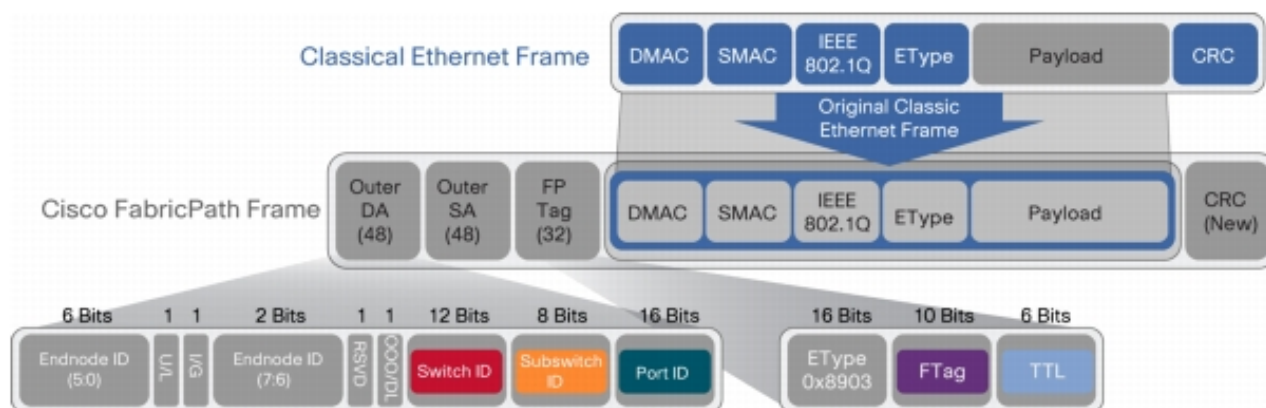 Classical Ethernet Frame
DMAC
SMAC
IEEE
802.1Q
EType
Payload
CRC
Original Classic
Ethernet Frame
Cisco FabricPath Frame
Outer
DA
(48)
Outer
SA
(48)
FP
Tag
(32)
DMAC
SMAC
IEEE
802.1Q
EType
Payload
CRC
(New)
6 Bits
1
1
2 Bits
1
1
12 Bits
8 Bits
16 Bits
Endnode ID
(5:0)
U/L
I/G
Endnode ID
(7:6)
RSVD
OOO/DL
Switch ID
Subswitch
ID
Port ID
16 Bits
10 Bits
6 Bits
EType
0x8903
FTag
TTL